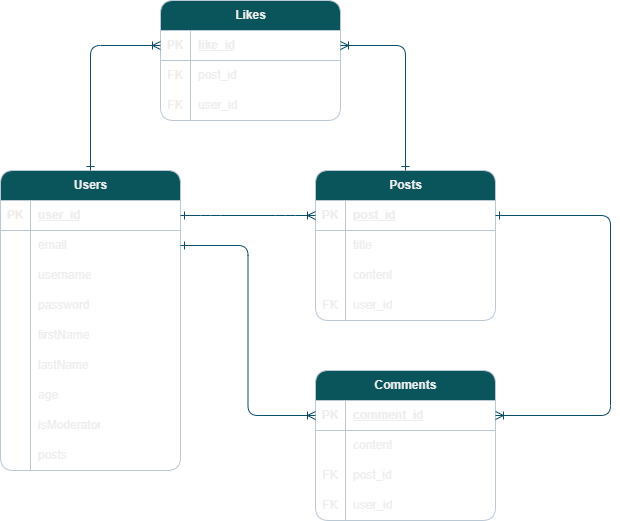 Likes
PK like_id
FK post_id
FK user_id
Users
PK user_id
email
username
password
firstName
lastName
age
isModerator
posts
Posts
PK post_id
title
content
FK user_id
Comments
PK comment_id
content
FK post_id
FK user_id